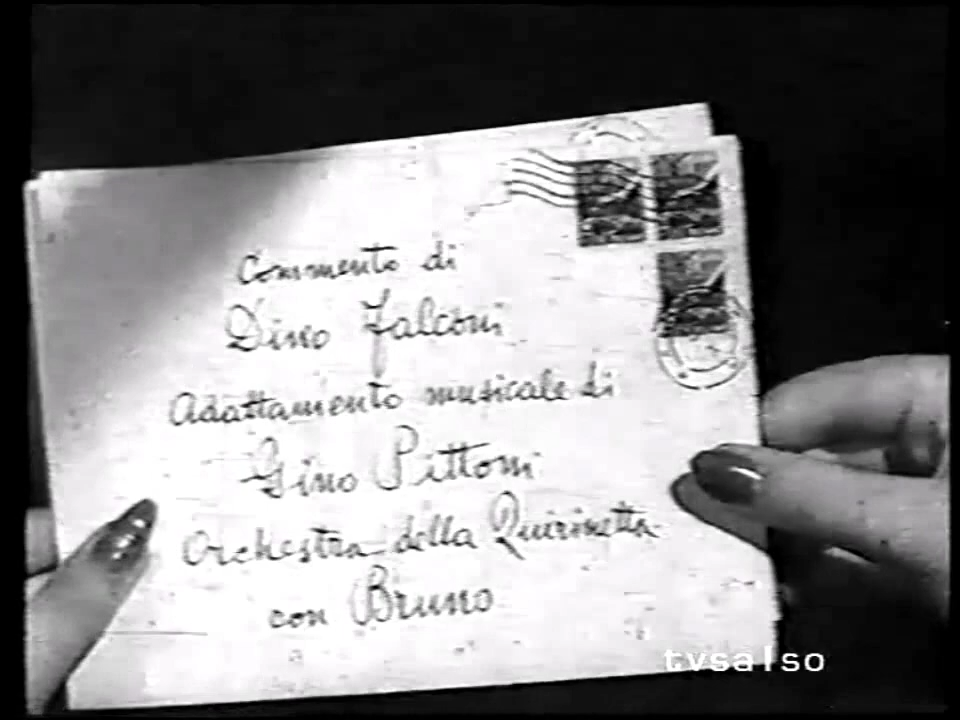 Commento di
Dino Falconi
Adattamento musicale di
Gino Pittoni
Orchestra della Quirinetta
con Bruno
tvsalso